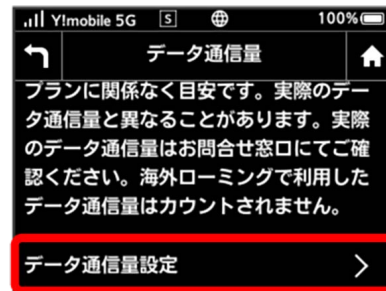 Y!mobile 5G S 100%
データ通信量
プランに関係なく目安です。実際のデー
タ通信量と異なることがあります。実際
のデータ通信量はお問合せ窓口にてご確
認ください。海外ローミングで利用した
データ通信量はカウントされません。
データ通信量設定